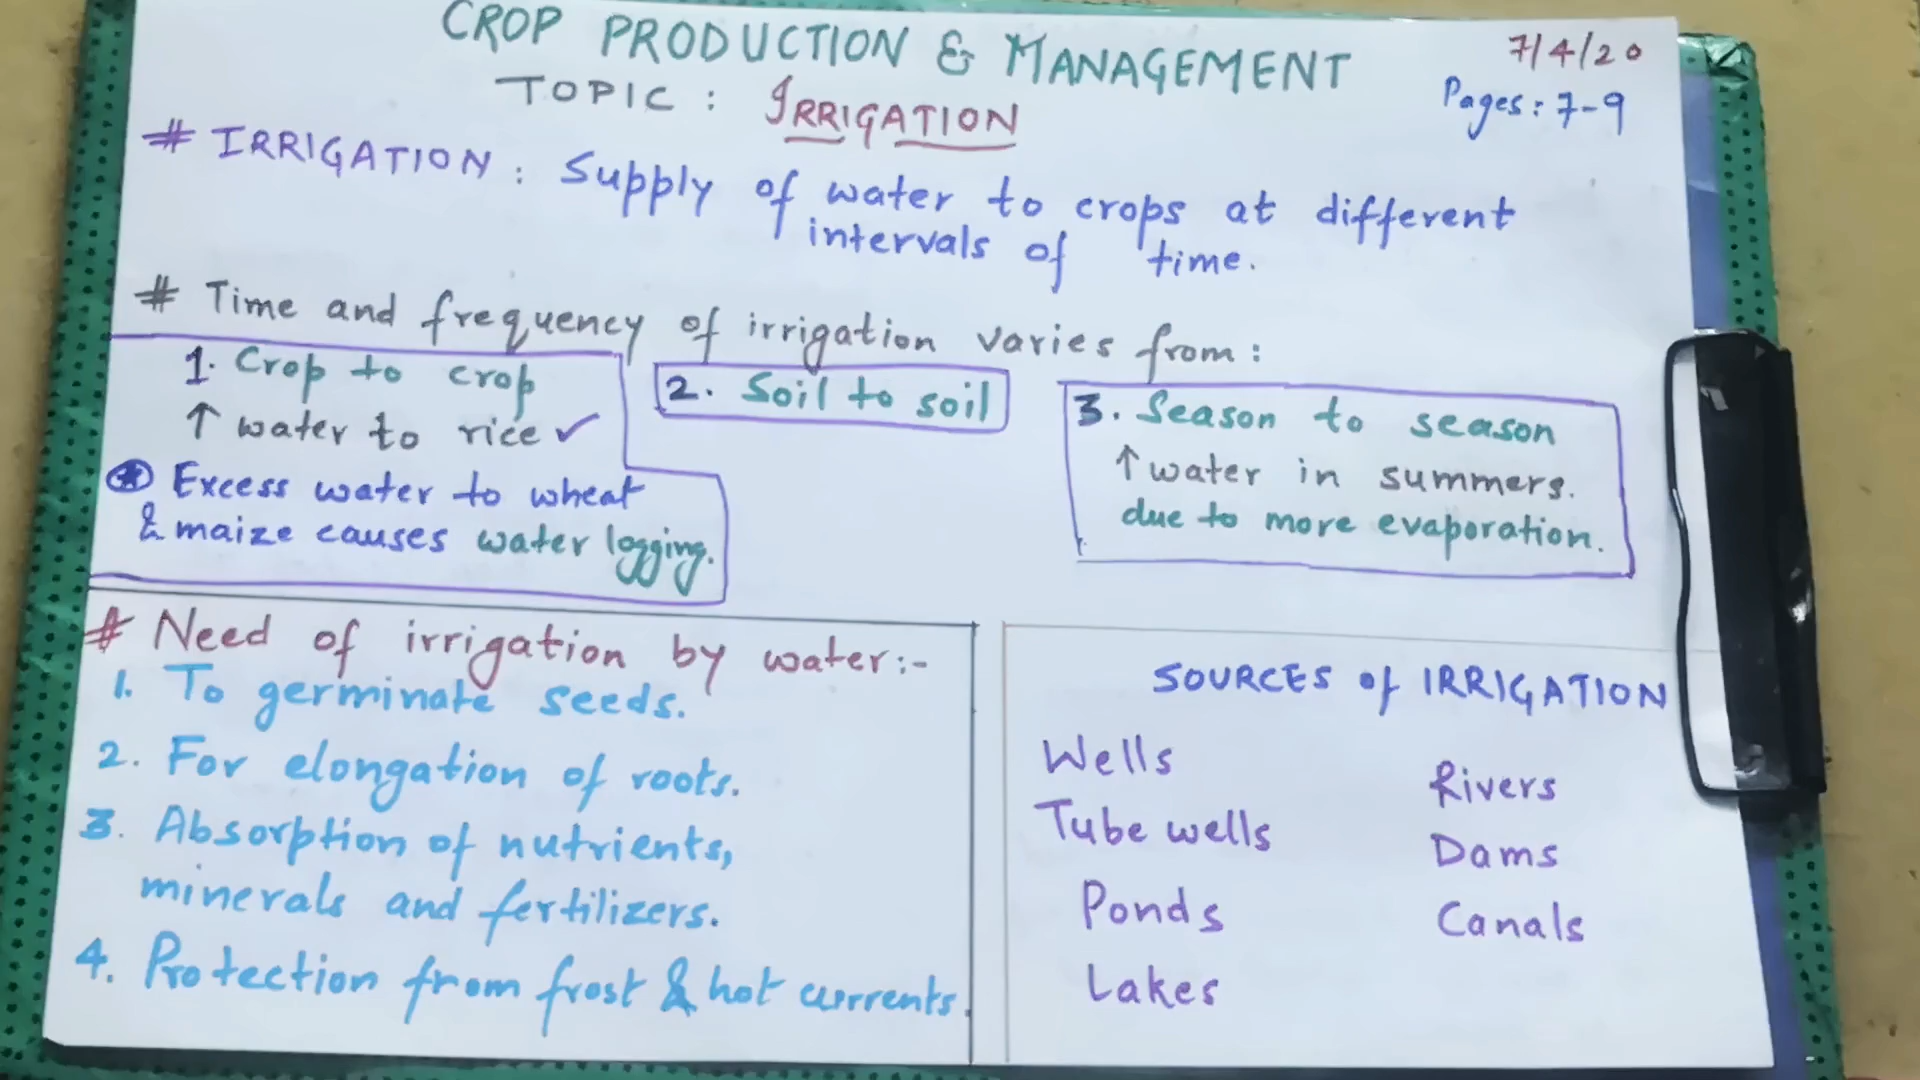 CROP PRODUCTION & MANAGEMENT
7/4/20
TOPIC : IRRIGATION
Pages: 7-9
# IRRIGATION : Supply of water to crops at different
intervals of time.
# Time and frequency of irrigation varies from:
1. Crop to crop
↑ water to rice ✓
* Excess water to wheat
& maize causes water logging.
2. Soil to soil
3. Season to season
↑ water in summers.
due to more evaporation.
# Need of irrigation by water:-
1. To germinate seeds.
2. For elongation of roots.
3. Absorption of nutrients,
minerals and fertilizers.
4. Protection from frost & hot currents.
SOURCES of IRRIGATION
Wells
Tube wells
Ponds
Lakes
Rivers
Dams
Canals